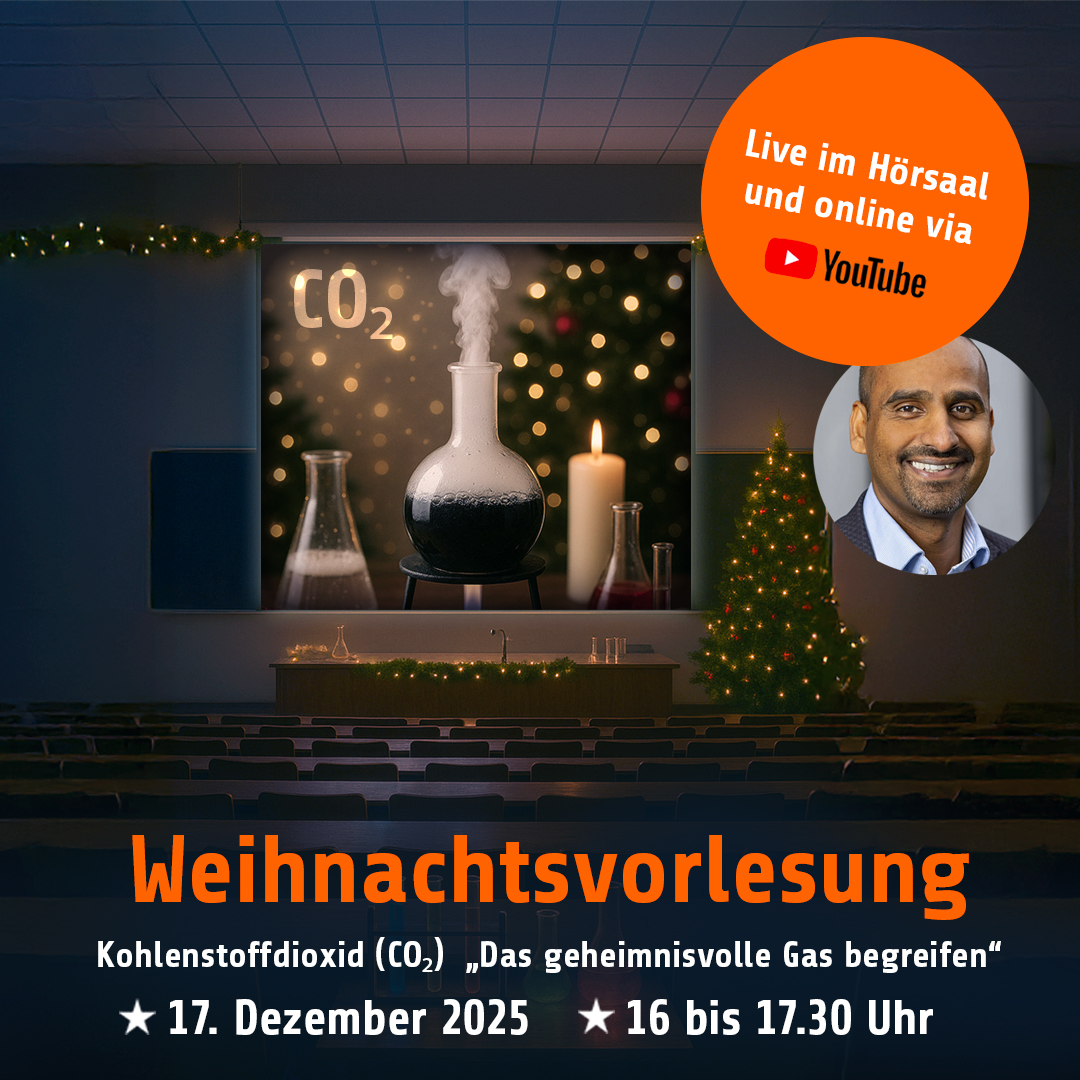 Live im Hörsaal
und online via
YouTube
CO₂
Weihnachtsvorlesung
Kohlenstoffdioxid (CO₂) „Das geheimnisvolle Gas begreifen“
17. Dezember 2025 16 bis 17.30 Uhr